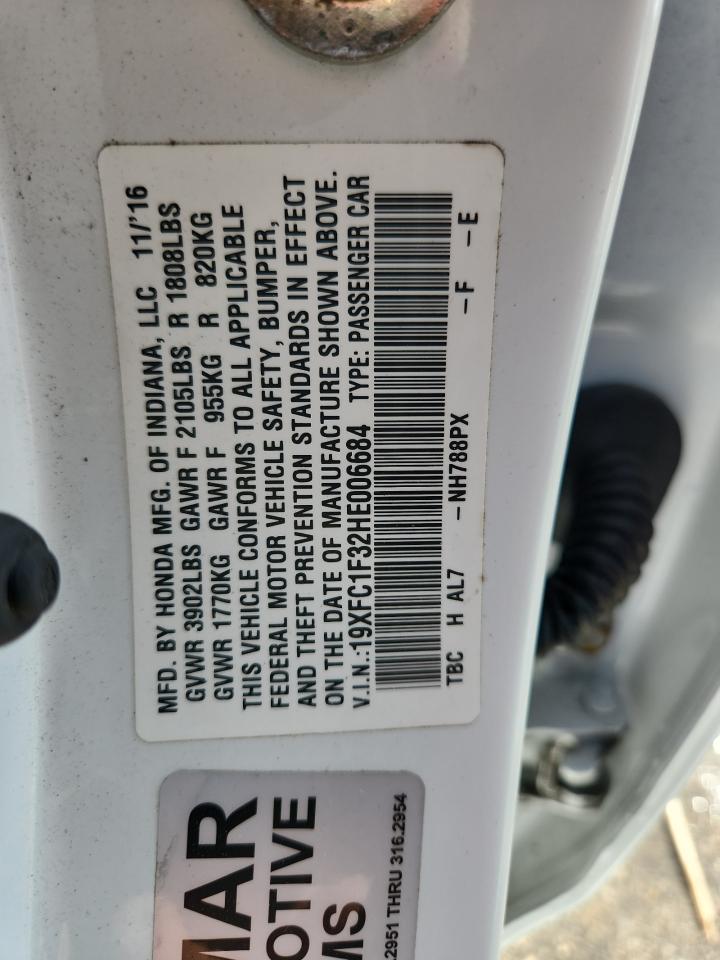 MFD. BY HONDA MFG. OF INDIANA, LLC 11/'16
GVWR 3902LBS GAWR F 2105LBS R 1808LBS
GVWR 1770KG GAWR F 955KG R 820KG
THIS VEHICLE CONFORMS TO ALL APPLICABLE
FEDERAL MOTOR VEHICLE SAFETY, BUMPER,
AND THEFT PREVENTION STANDARDS IN EFFECT
ON THE DATE OF MANUFACTURE SHOWN ABOVE.
V.I.N.:19XFC1F32HE006684 TYPE: PASSENGER CAR
TBC H AL7 –NH788PX –F –E
MAR
OTIVE
MS
.2951 THRU 316.2954